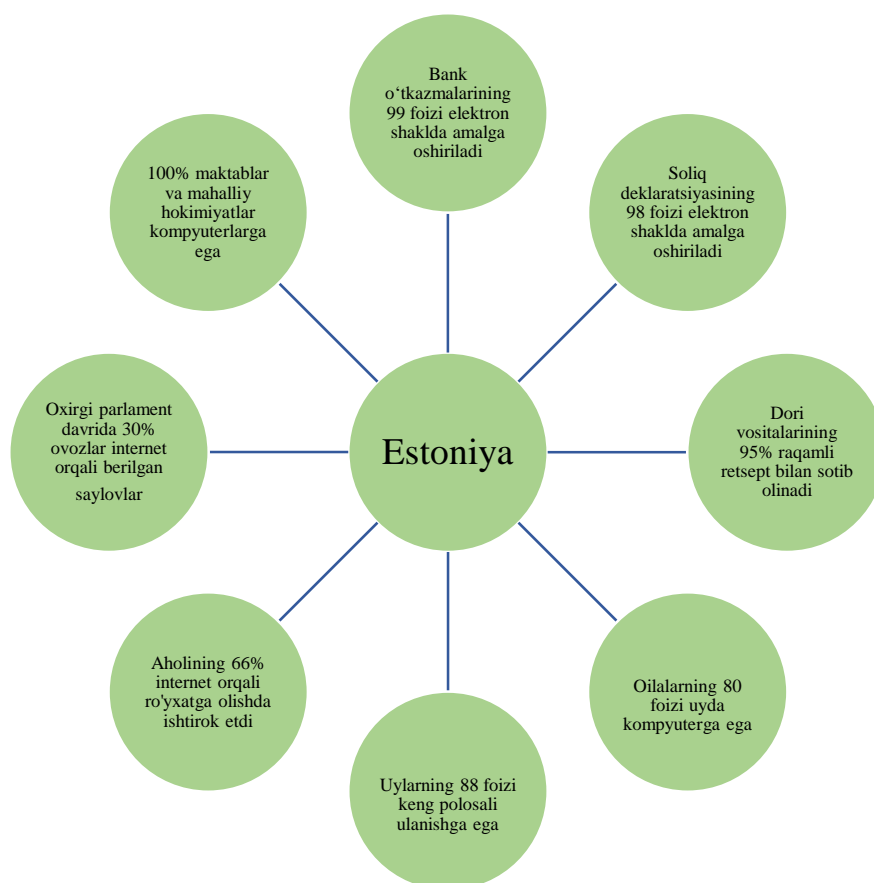 Bank
o‘tkazmalarining
99 foizi elektron
shaklda amalga
oshiriladi
Soliq
deklaratsiyasining
98 foizi elektron
shaklda amalga
oshiriladi
Dori
vositalarining
95% raqamli
retsept bilan sotib
olinadi
Oilalarning 80
foizi uyda
kompyuterga ega
Uylarning 88 foizi
keng polosali
ulanishga ega
Aholining 66%
internet orqali
ro'yxatga olishda
ishtirok etdi
Oxirgi parlament
davrida 30%
ovozlar internet
orqali berilgan
saylovlar
100% maktablar
va mahalliy
hokimiyatlar
kompyuterlarga
ega
Estoniya